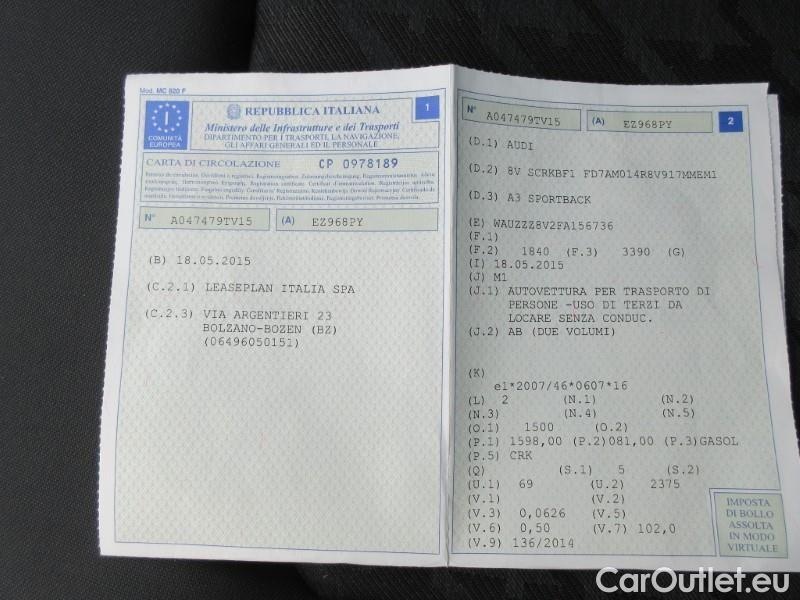 Mod. MC 820 F
I
COMUNITÀ
EUROPEA
REPUBBLICA ITALIANA
1
Ministero delle Infrastrutture e dei Trasporti
DIPARTIMENTO PER I TRASPORTI, LA NAVIGAZIONE,
GLI AFFARI GENERALI ED IL PERSONALE
CARTA DI CIRCOLAZIONE CP 0978189
N° A047479TV15 (A) EZ968PY
(B) 18.05.2015
(C.2.1) LEASEPLAN ITALIA SPA
(C.2.3) VIA ARGENTIERI 23
BOLZANO-BOZEN (BZ)
(06496050151)
N° A047479TV15 (A) EZ968PY 2
(D.1) AUDI
(D.2) 8V SCRKBF1 FD7AM014R8V917MMEM1
(D.3) A3 SPORTBACK
(E) WAUZZZ8V2FA156736
(F.1)
(F.2) 1840 (F.3) 3390 (G)
(I) 18.05.2015
(J) M1
(J.1) AUTOVETTURA PER TRASPORTO DI
PERSONE -USO DI TERZI DA
LOCARE SENZA CONDUC.
(J.2) AB (DUE VOLUMI)
(K)
e1*2007/46*0607*16
(L) 2 (N.1) (N.2)
(N.3) (N.4) (N.5)
(O.1) 1500 (O.2)
(P.1) 1598,00 (P.2)081,00 (P.3)GASOL
(P.5) CRK
(Q) (S.1) 5 (S.2)
(U.1) 69 (U.2) 2375
(V.1) (V.2)
(V.3) 0,0626 (V.5)
(V.6) 0,50 (V.7) 102,0
(V.9) 136/2014
IMPOSTA
DI BOLLO
ASSOLTA
IN MODO
VIRTUALE
CarOutlet.eu